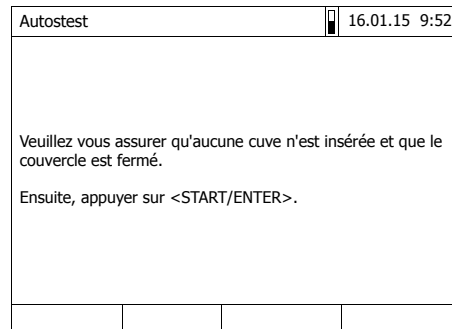 Autostest
16.01.15 9:52
Veuillez vous assurer qu'aucune cuve n'est insérée et que le
couvercle est fermé.
Ensuite, appuyer sur <START/ENTER>.